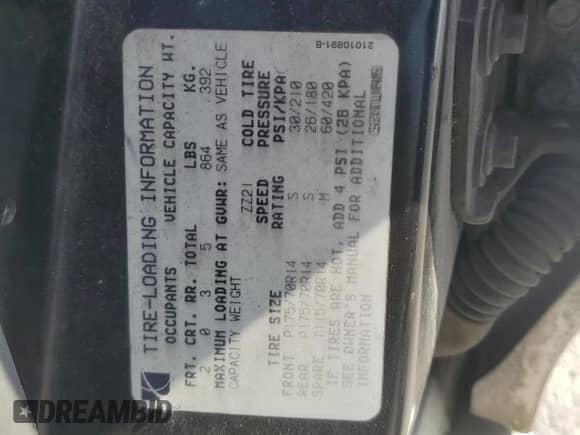 TIRE-LOADING INFORMATION
OCCUPANTS VEHICLE CAPACITY WT.
FRT. CRT. RR. TOTAL LBS KG.
2 0 3 5 864 392
MAXIMUM LOADING AT GVWR: SAME AS VEHICLE
CAPACITY WEIGHT
ZZ21
TIRE SIZE SPEED RATING COLD TIRE PRESSURE PSI/KPA
FRONT P175/70R14 S 30/210
REAR P175/70R14 S 26/180
SPARE T115/70R14 M 60/420
IF TIRES ARE HOT, ADD 4 PSI (28 KPA)
SEE OWNER'S MANUAL FOR ADDITIONAL
INFORMATION
SATURN
21010891-B
AUTODREAMBID